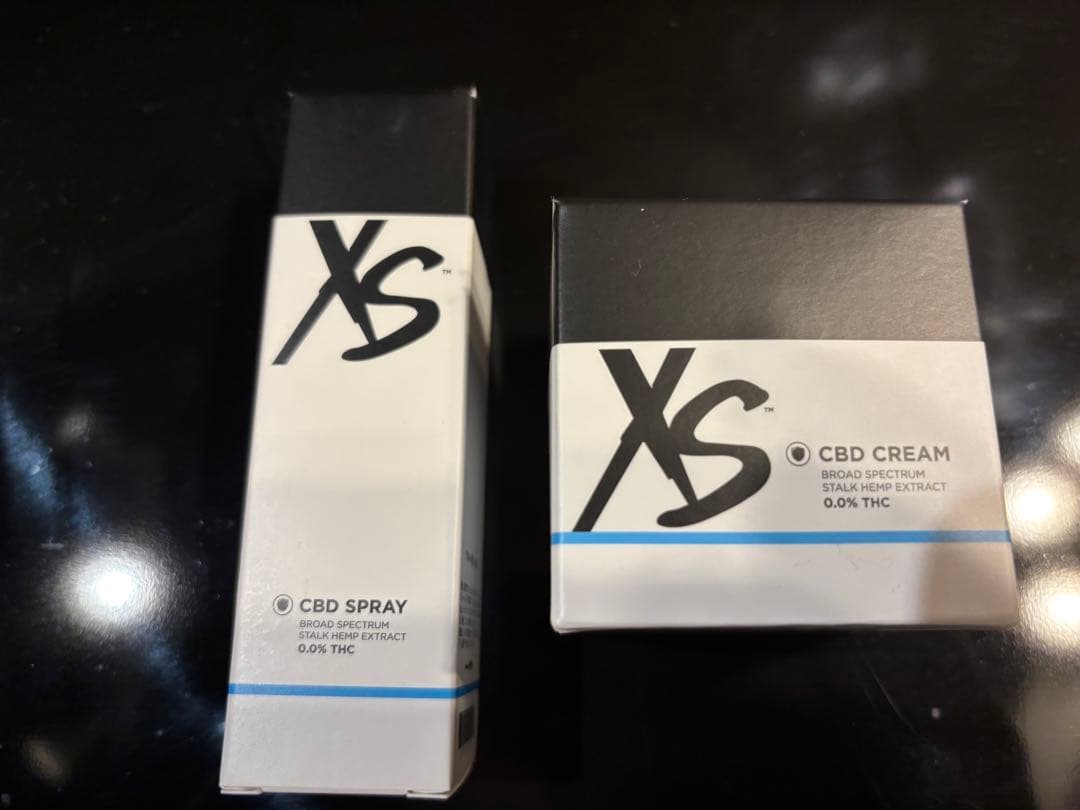 XS™
CBD SPRAY
BROAD SPECTRUM
STALK HEMP EXTRACT
0.0% THC
XS™
CBD CREAM
BROAD SPECTRUM
STALK HEMP EXTRACT
0.0% THC